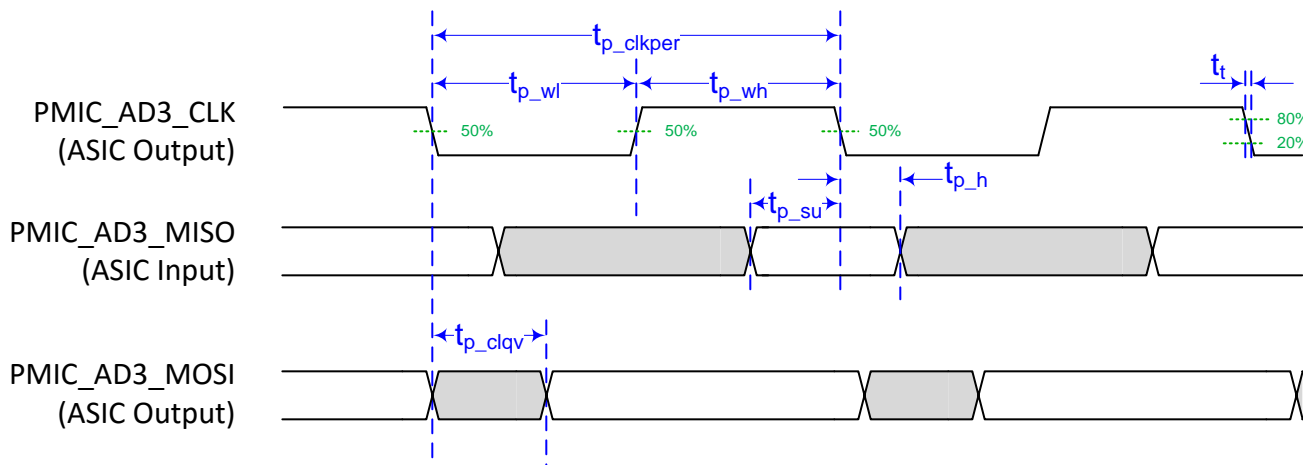 t_p_clkper
t_p_wl
t_p_wh
t_t
PMIC_AD3_CLK
(ASIC Output)
50%
50%
50%
80%
20%
t_p_h
t_p_su
PMIC_AD3_MISO
(ASIC Input)
t_p_clqv
PMIC_AD3_MOSI
(ASIC Output)